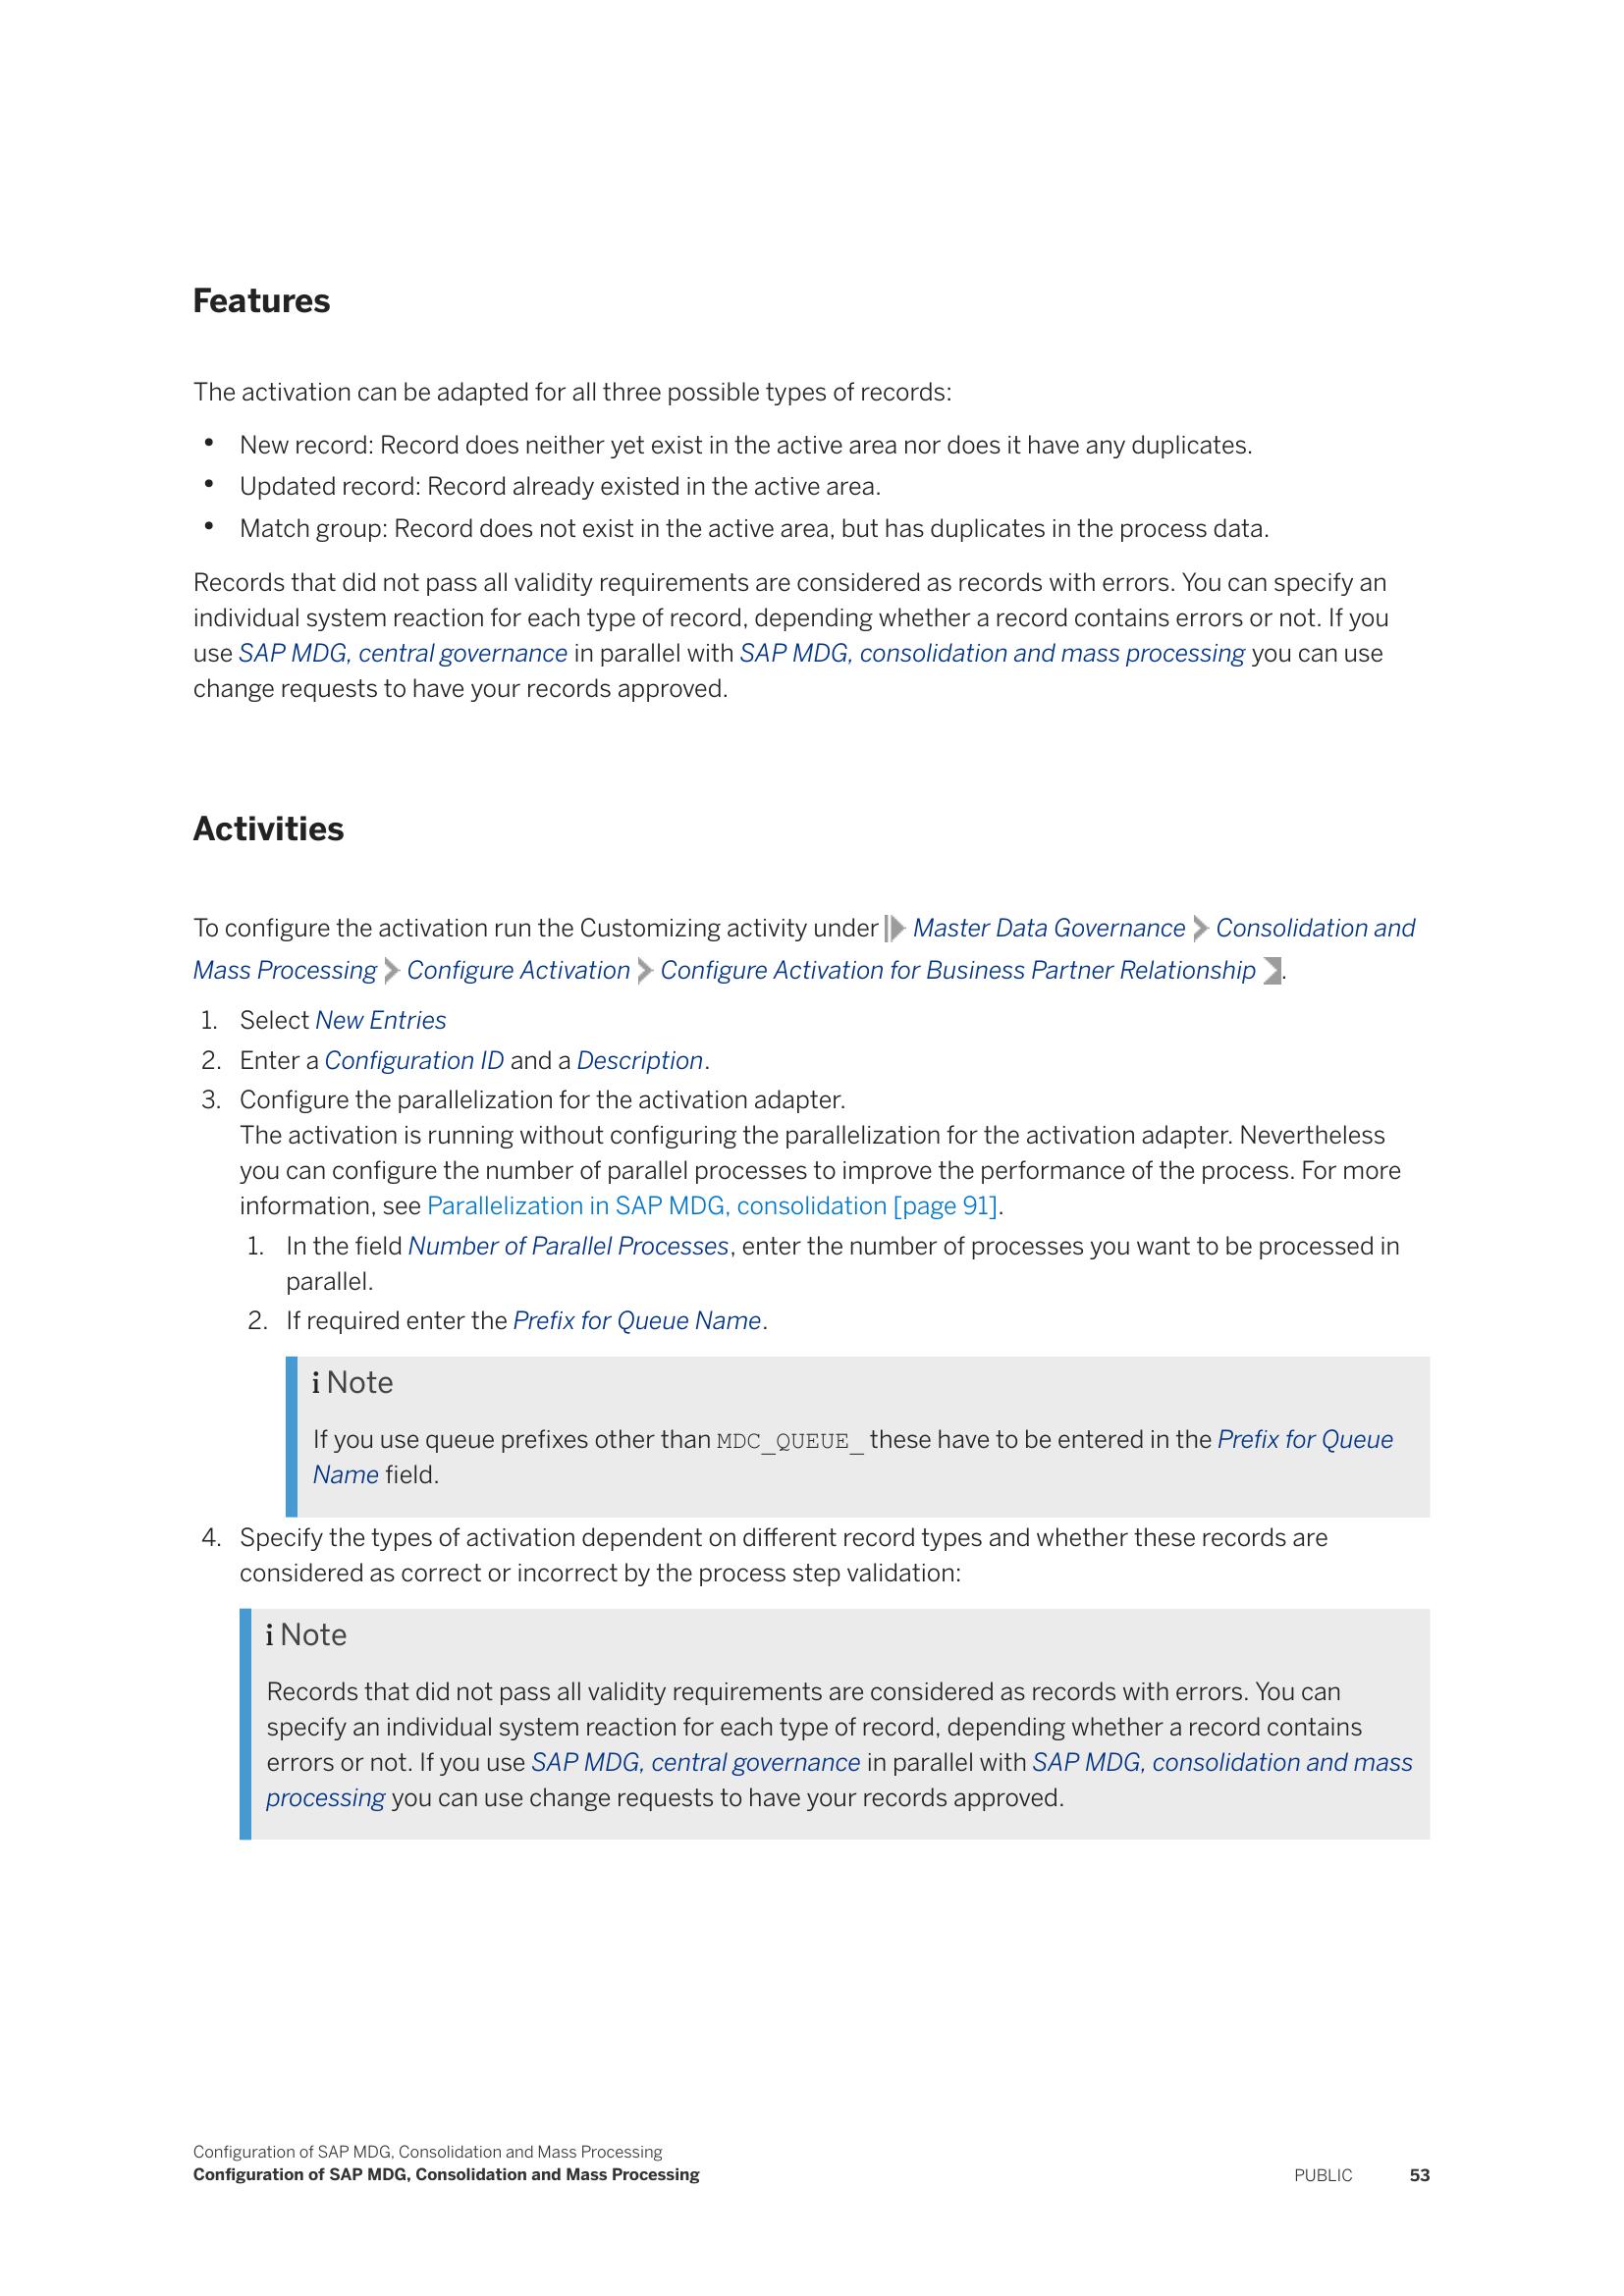 Features
The activation can be adapted for all three possible types of records:
• New record: Record does neither yet exist in the active area nor does it have any duplicates.
• Updated record: Record already existed in the active area.
• Match group: Record does not exist in the active area, but has duplicates in the process data.
Records that did not pass all validity requirements are considered as records with errors. You can specify an
individual system reaction for each type of record, depending whether a record contains errors or not. If you
use SAP MDG, central governance in parallel with SAP MDG, consolidation and mass processing you can use
change requests to have your records approved.
Activities
To configure the activation run the Customizing activity under Master Data Governance Consolidation and
Mass Processing Configure Activation Configure Activation for Business Partner Relationship .
1. Select New Entries
2. Enter a Configuration ID and a Description.
3. Configure the parallelization for the activation adapter.
The activation is running without configuring the parallelization for the activation adapter. Nevertheless
you can configure the number of parallel processes to improve the performance of the process. For more
information, see Parallelization in SAP MDG, consolidation [page 91].
1. In the field Number of Parallel Processes, enter the number of processes you want to be processed in
parallel.
2. If required enter the Prefix for Queue Name.
i Note
If you use queue prefixes other than MDC_QUEUE_ these have to be entered in the Prefix for Queue
Name field.
4. Specify the types of activation dependent on different record types and whether these records are
considered as correct or incorrect by the process step validation:
i Note
Records that did not pass all validity requirements are considered as records with errors. You can
specify an individual system reaction for each type of record, depending whether a record contains
errors or not. If you use SAP MDG, central governance in parallel with SAP MDG, consolidation and mass
processing you can use change requests to have your records approved.
Configuration of SAP MDG, Consolidation and Mass Processing
Configuration of SAP MDG, Consolidation and Mass Processing PUBLIC 53